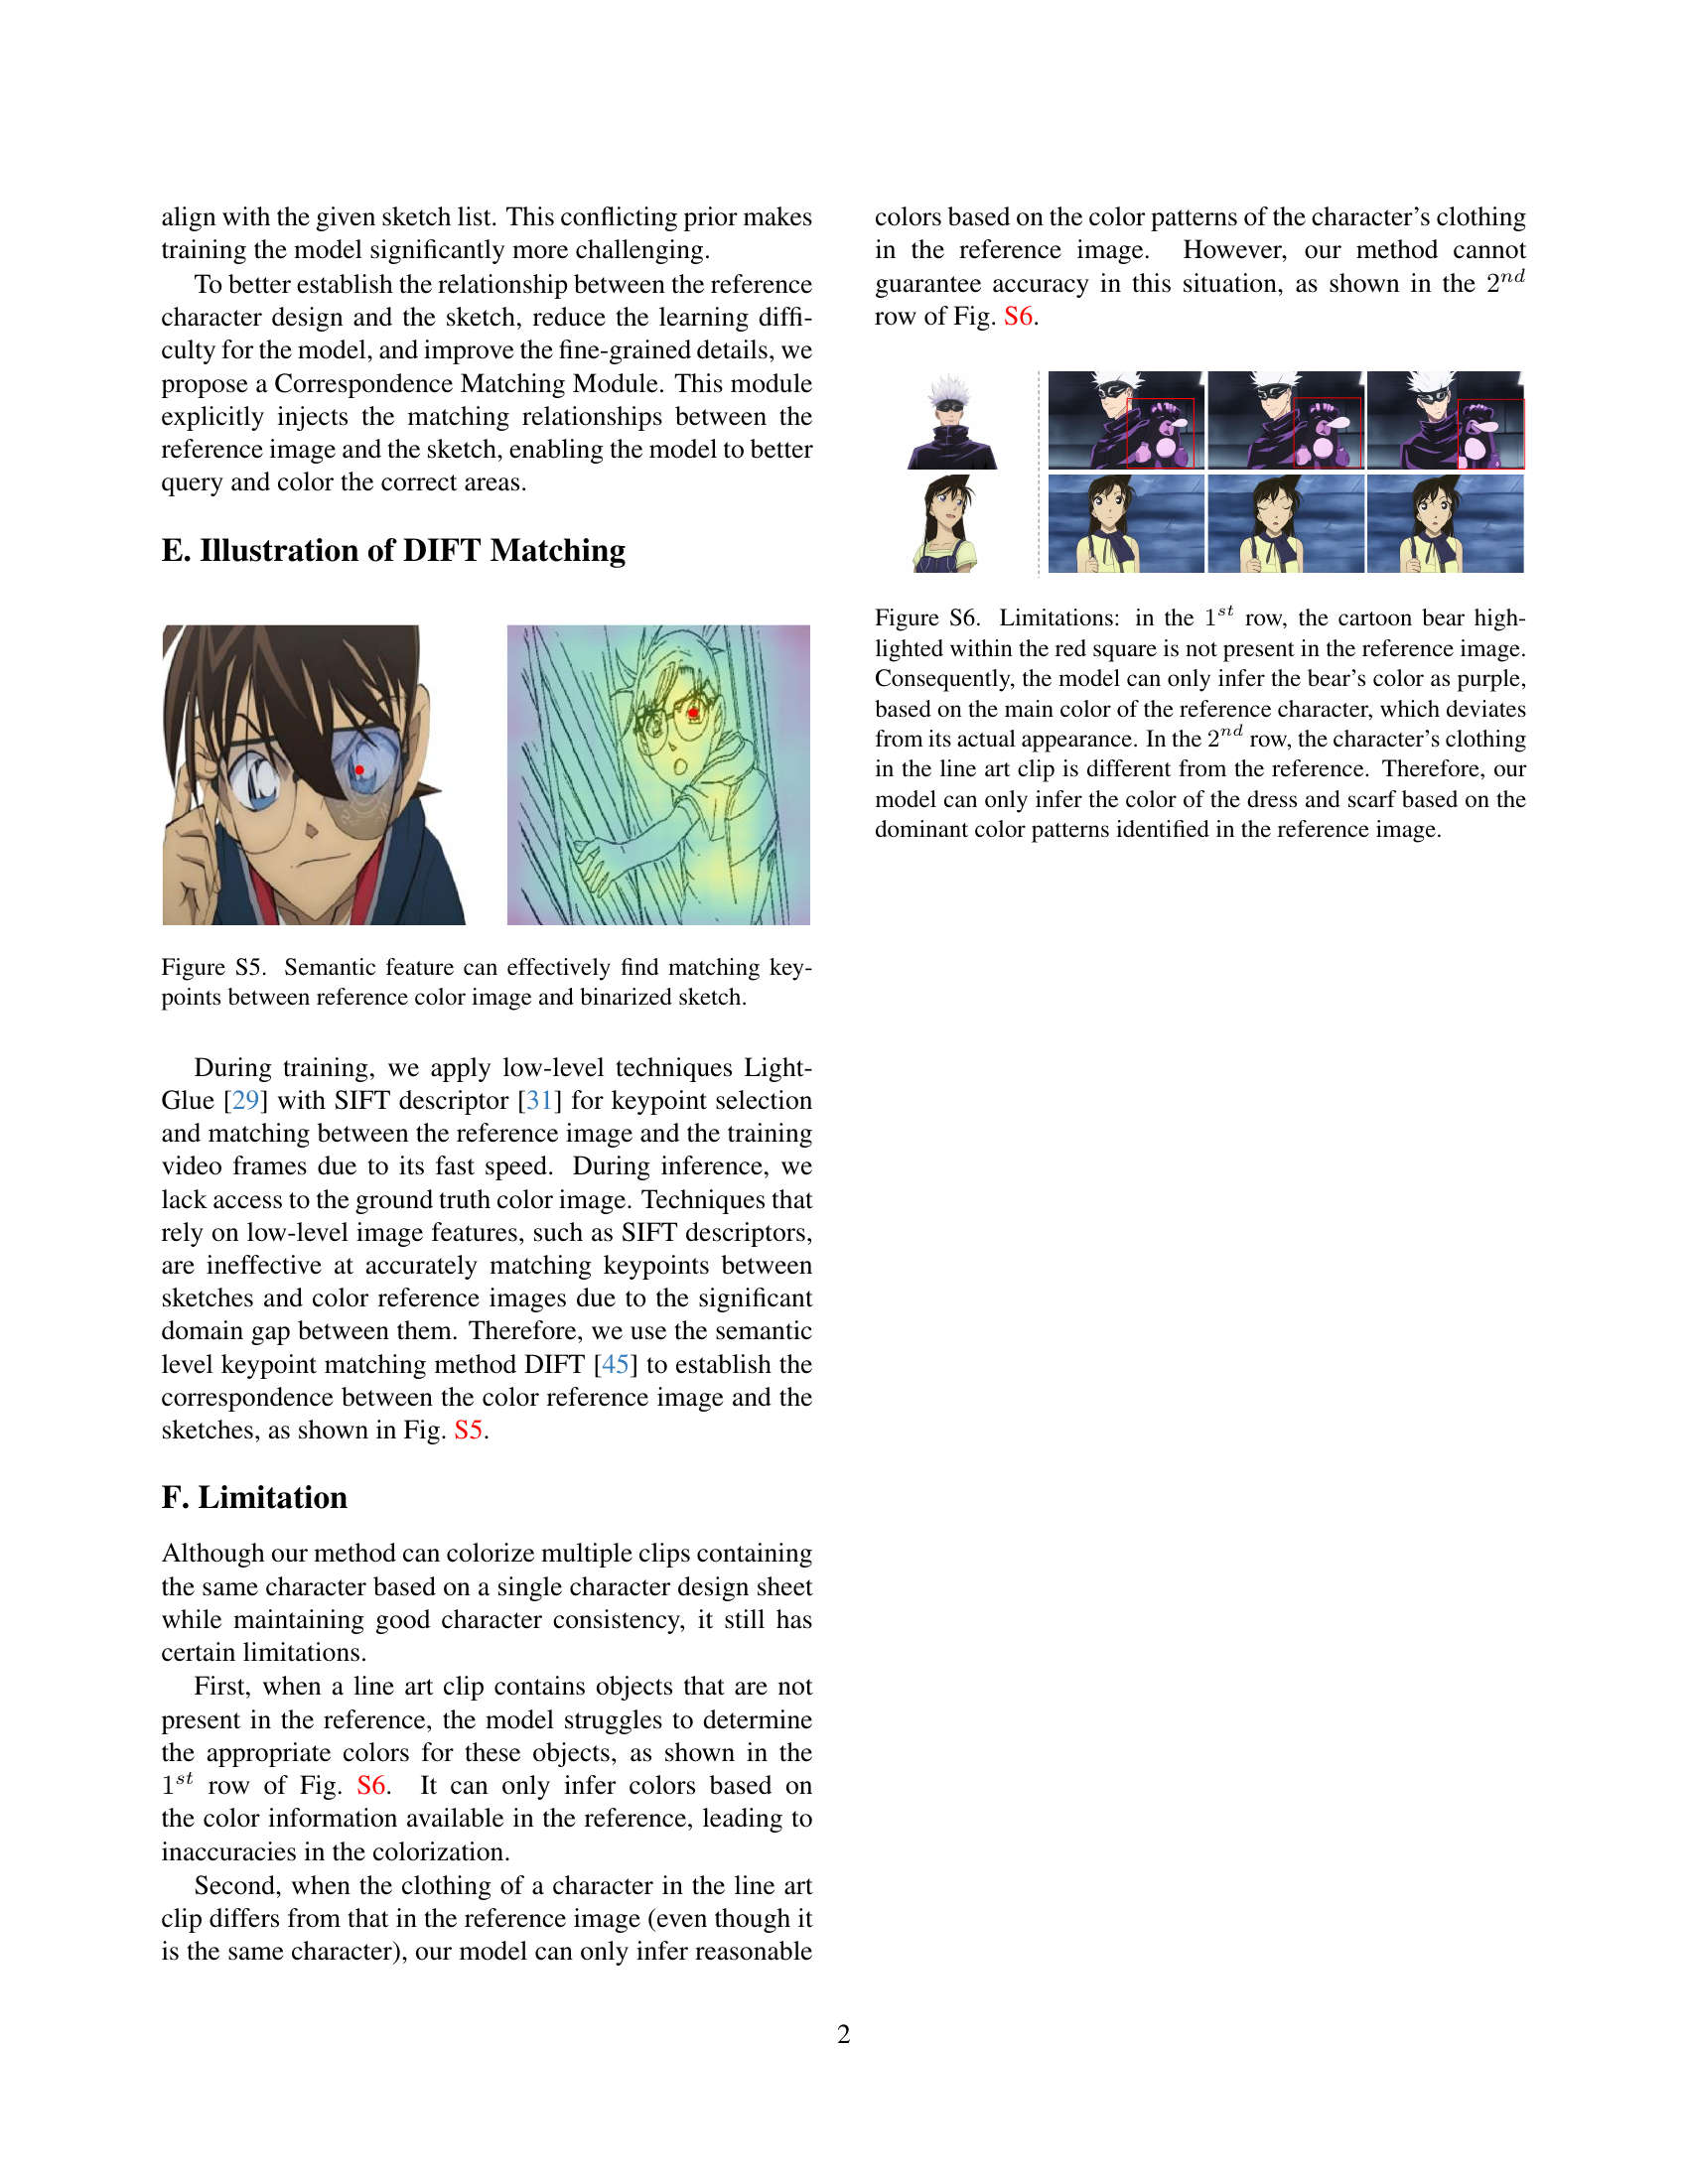 align with the given sketch list. This conflicting prior makes
training the model significantly more challenging.
To better establish the relationship between the reference
character design and the sketch, reduce the learning diffi-
culty for the model, and improve the fine-grained details, we
propose a Correspondence Matching Module. This module
explicitly injects the matching relationships between the
reference image and the sketch, enabling the model to better
query and color the correct areas.
E. Illustration of DIFT Matching
Figure S5. Semantic feature can effectively find matching key-
points between reference color image and binarized sketch.
During training, we apply low-level techniques Light-
Glue [29] with SIFT descriptor [31] for keypoint selection
and matching between the reference image and the training
video frames due to its fast speed. During inference, we
lack access to the ground truth color image. Techniques that
rely on low-level image features, such as SIFT descriptors,
are ineffective at accurately matching keypoints between
sketches and color reference images due to the significant
domain gap between them. Therefore, we use the semantic
level keypoint matching method DIFT [45] to establish the
correspondence between the color reference image and the
sketches, as shown in Fig. S5.
F. Limitation
Although our method can colorize multiple clips containing
the same character based on a single character design sheet
while maintaining good character consistency, it still has
certain limitations.
First, when a line art clip contains objects that are not
present in the reference, the model struggles to determine
the appropriate colors for these objects, as shown in the
1st row of Fig. S6. It can only infer colors based on
the color information available in the reference, leading to
inaccuracies in the colorization.
Second, when the clothing of a character in the line art
clip differs from that in the reference image (even though it
is the same character), our model can only infer reasonable
colors based on the color patterns of the character's clothing
in the reference image. However, our method cannot
guarantee accuracy in this situation, as shown in the 2nd
row of Fig. S6.
Figure S6. Limitations: in the 1st row, the cartoon bear high-
lighted within the red square is not present in the reference image.
Consequently, the model can only infer the bear's color as purple,
based on the main color of the reference character, which deviates
from its actual appearance. In the 2nd row, the character's clothing
in the line art clip is different from the reference. Therefore, our
model can only infer the color of the dress and scarf based on the
dominant color patterns identified in the reference image.
2